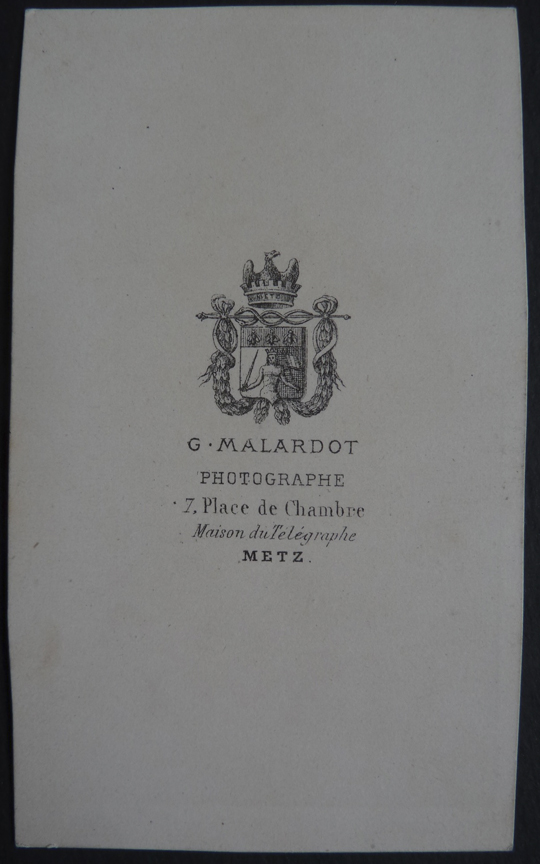 G. MALARDOT
PHOTOGRAPHE
7, Place de Chambre
Maison du Télégraphe
METZ.